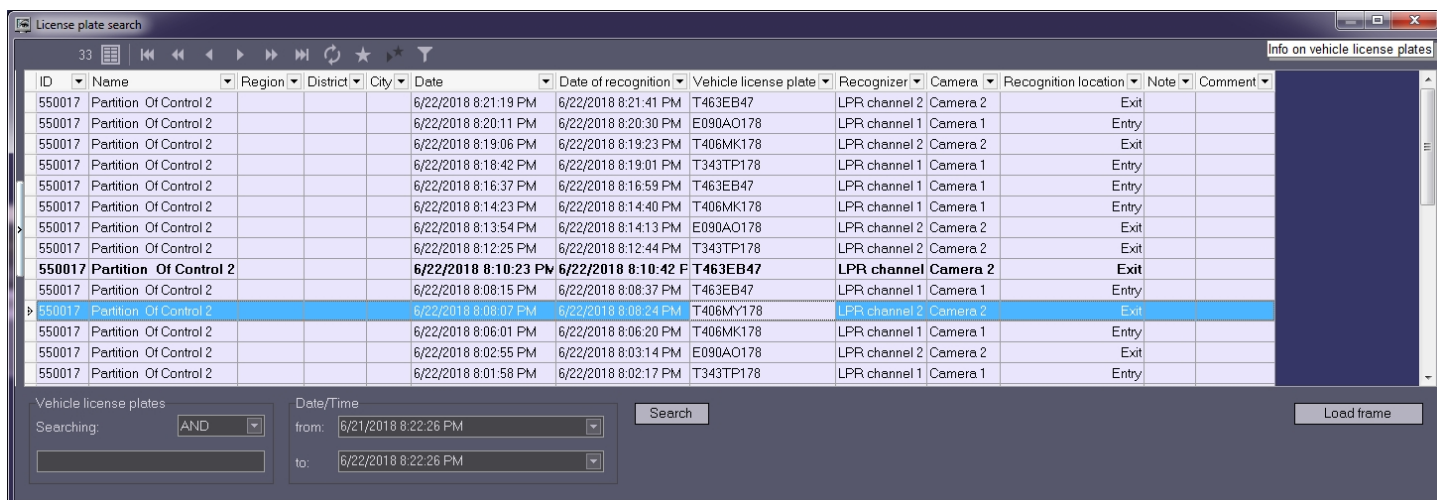 License plate search
33
Info on vehicle license plates
ID Name Region District City Date Date of recognition Vehicle license plate Recognizer Camera Recognition location Note Comment
550017 Partition Of Control 2 6/22/2018 8:21:19 PM 6/22/2018 8:21:41 PM T463EB47 LPR channel 2 Camera 2 Exit
550017 Partition Of Control 2 6/22/2018 8:20:11 PM 6/22/2018 8:20:30 PM E090AO178 LPR channel 1 Camera 1 Entry
550017 Partition Of Control 2 6/22/2018 8:19:06 PM 6/22/2018 8:19:23 PM T406MK178 LPR channel 2 Camera 2 Exit
550017 Partition Of Control 2 6/22/2018 8:18:42 PM 6/22/2018 8:19:01 PM T343TP178 LPR channel 1 Camera 1 Entry
550017 Partition Of Control 2 6/22/2018 8:16:37 PM 6/22/2018 8:16:59 PM T463EB47 LPR channel 1 Camera 1 Entry
550017 Partition Of Control 2 6/22/2018 8:14:23 PM 6/22/2018 8:14:40 PM T406MK178 LPR channel 1 Camera 1 Entry
550017 Partition Of Control 2 6/22/2018 8:13:54 PM 6/22/2018 8:14:13 PM E090AO178 LPR channel 2 Camera 2 Exit
550017 Partition Of Control 2 6/22/2018 8:12:25 PM 6/22/2018 8:12:44 PM T343TP178 LPR channel 2 Camera 2 Exit
550017 Partition Of Control 2 6/22/2018 8:10:23 PM 6/22/2018 8:10:42 P T463EB47 LPR channel Camera 2 Exit
550017 Partition Of Control 2 6/22/2018 8:08:15 PM 6/22/2018 8:08:37 PM T463EB47 LPR channel 1 Camera 1 Entry
550017 Partition Of Control 2 6/22/2018 8:08:07 PM 6/22/2018 8:08:24 PM T406MY178 LPR channel 2 Camera 2 Exit
550017 Partition Of Control 2 6/22/2018 8:06:01 PM 6/22/2018 8:06:20 PM T406MK178 LPR channel 1 Camera 1 Entry
550017 Partition Of Control 2 6/22/2018 8:02:55 PM 6/22/2018 8:03:14 PM E090AO178 LPR channel 2 Camera 2 Exit
550017 Partition Of Control 2 6/22/2018 8:01:58 PM 6/22/2018 8:02:17 PM T343TP178 LPR channel 1 Camera 1 Entry
Vehicle license plates
Searching: AND
Date/Time
from: 6/21/2018 8:22:26 PM
to: 6/22/2018 8:22:26 PM
Search
Load frame